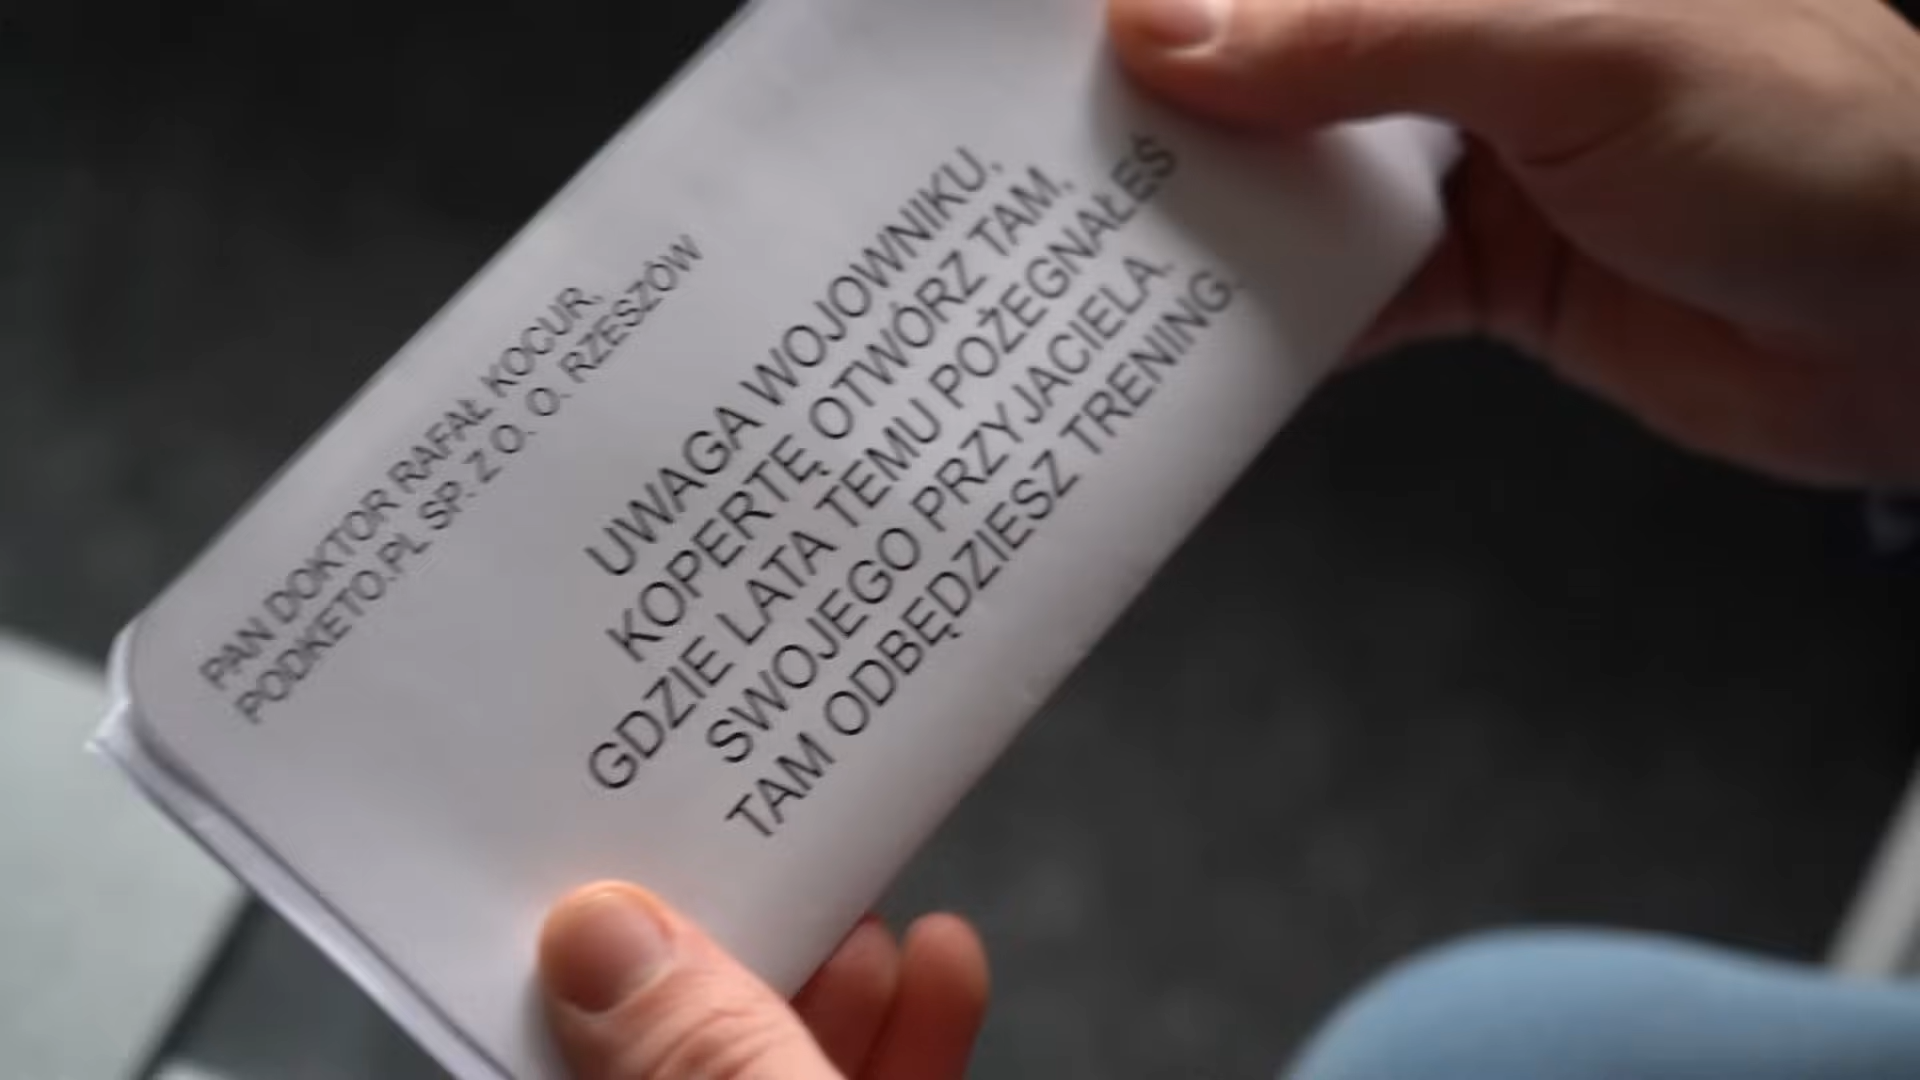 PAN DOKTOR RAFAŁ KOCUR,
PODKETO.PL SP. Z O. O. RZESZÓW
UWAGA WOJOWNIKU,
KOPERTĘ OTWÓRZ TAM,
GDZIE LATA TEMU POŻEGNAŁEŚ
SWOJEGO PRZYJACIELA.
TAM ODBĘDZIESZ TRENING.